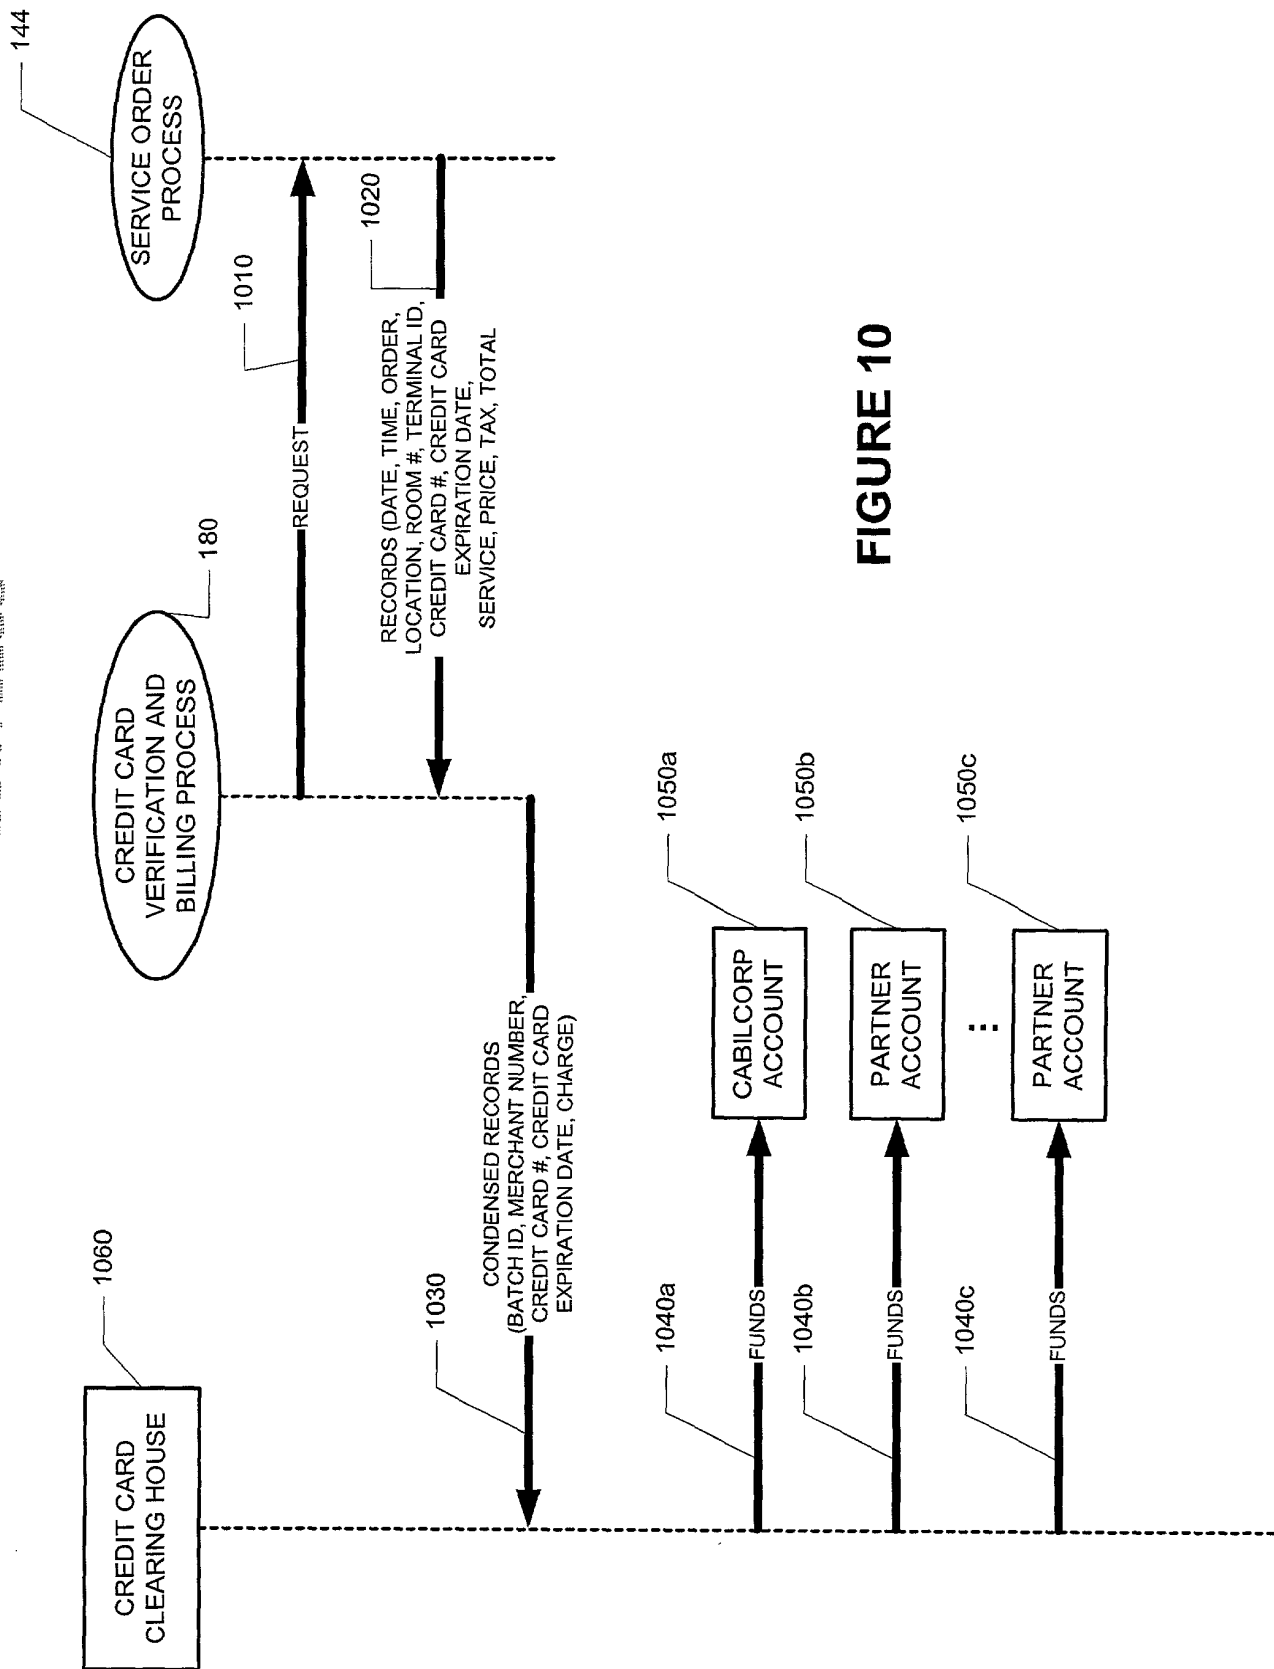 1060
CREDIT CARD
CLEARING HOUSE
CREDIT CARD
VERIFICATION AND
BILLING PROCESS
180
SERVICE ORDER
PROCESS
144
REQUEST
1010
RECORDS (DATE, TIME, ORDER,
LOCATION, ROOM #, TERMINAL ID,
CREDIT CARD #, CREDIT CARD
EXPIRATION DATE,
SERVICE, PRICE, TAX, TOTAL
1020
1030
CONDENSED RECORDS
(BATCH ID, MERCHANT NUMBER,
CREDIT CARD #, CREDIT CARD
EXPIRATION DATE, CHARGE)
1040a
FUNDS
CABILCORP
ACCOUNT
1050a
1040b
FUNDS
PARTNER
ACCOUNT
1050b
...
1040c
FUNDS
PARTNER
ACCOUNT
1050c
FIGURE 10